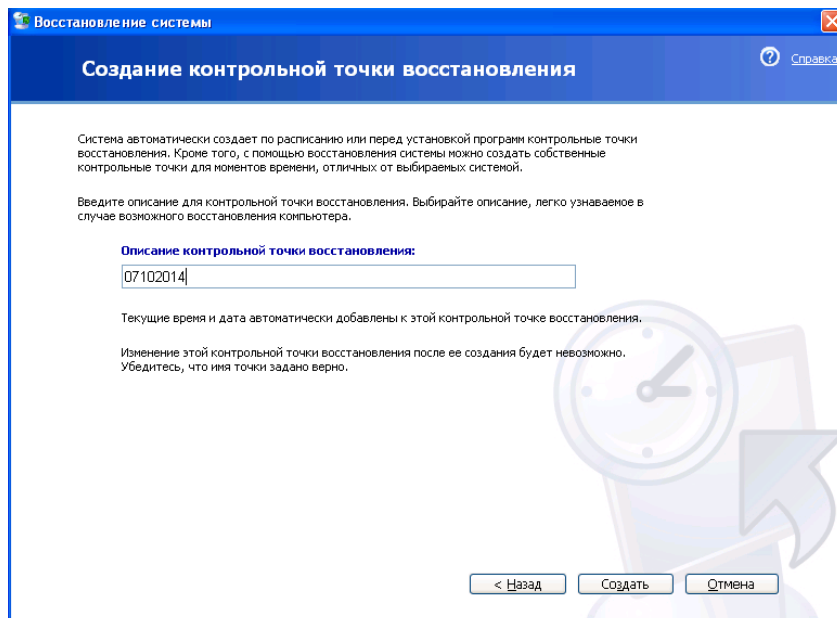 Восстановление системы
Создание контрольной точки восстановления
Справка
Система автоматически создает по расписанию или перед установкой программ контрольные точки
восстановления. Кроме того, с помощью восстановления системы можно создать собственные
контрольные точки для моментов времени, отличных от выбираемых системой.
Введите описание для контрольной точки восстановления. Выбирайте описание, легко узнаваемое в
случае возможного восстановления компьютера.
Описание контрольной точки восстановления:
07102014
Текущие время и дата автоматически добавлены к этой контрольной точке восстановления.
Изменение этой контрольной точки восстановления после ее создания будет невозможно.
Убедитесь, что имя точки задано верно.
< Назад
Создать
Отмена